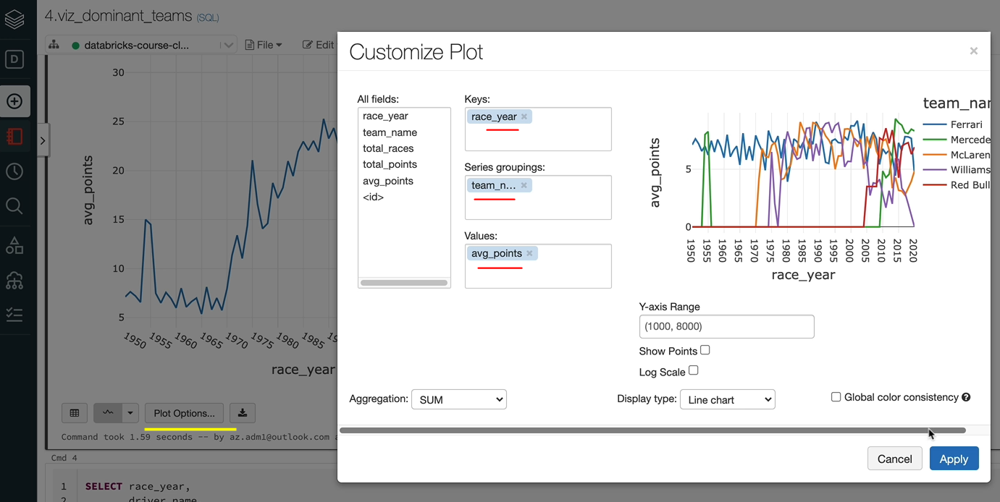 4.viz_dominant_teams (SQL)
D
databricks-course-cl...
File
Edit
30
25
20
15
10
5
avg_points
1950 1955 1960 1965 1970 1975 1980 1985
race_year
Plot Options...
Command took 1.59 seconds -- by az.adm1@outlook.com a
Cmd 4
1 SELECT race_year,
2 driver_name
Customize Plot
×
All fields:
race_year
team_name
total_races
total_points
avg_points
<id>
Keys:
race_year ×
Series groupings:
team_n... ×
Values:
avg_points ×
avg_points
5
0
1950 1955 1960 1965 1970 1975 1980 1985 1990 1995 2000 2005 2010 2015 2020
race_year
team_nar
Ferrari
Mercede
McLaren
Williams
Red Bull
Y-axis Range
(1000, 8000)
Show Points
Log Scale
Aggregation: SUM
Display type: Line chart
Global color consistency ?
Cancel
Apply